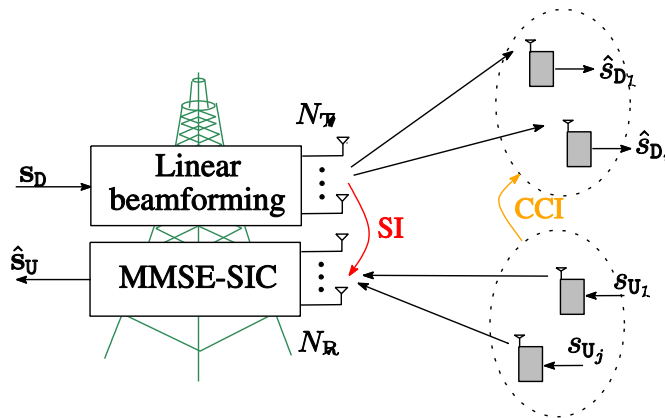 N_T
ŝ_D1
Linear
beamforming
s_D
ŝ_D
SI
CCI
ŝ_U
MMSE-SIC
s_U1
s_Uj
N_R